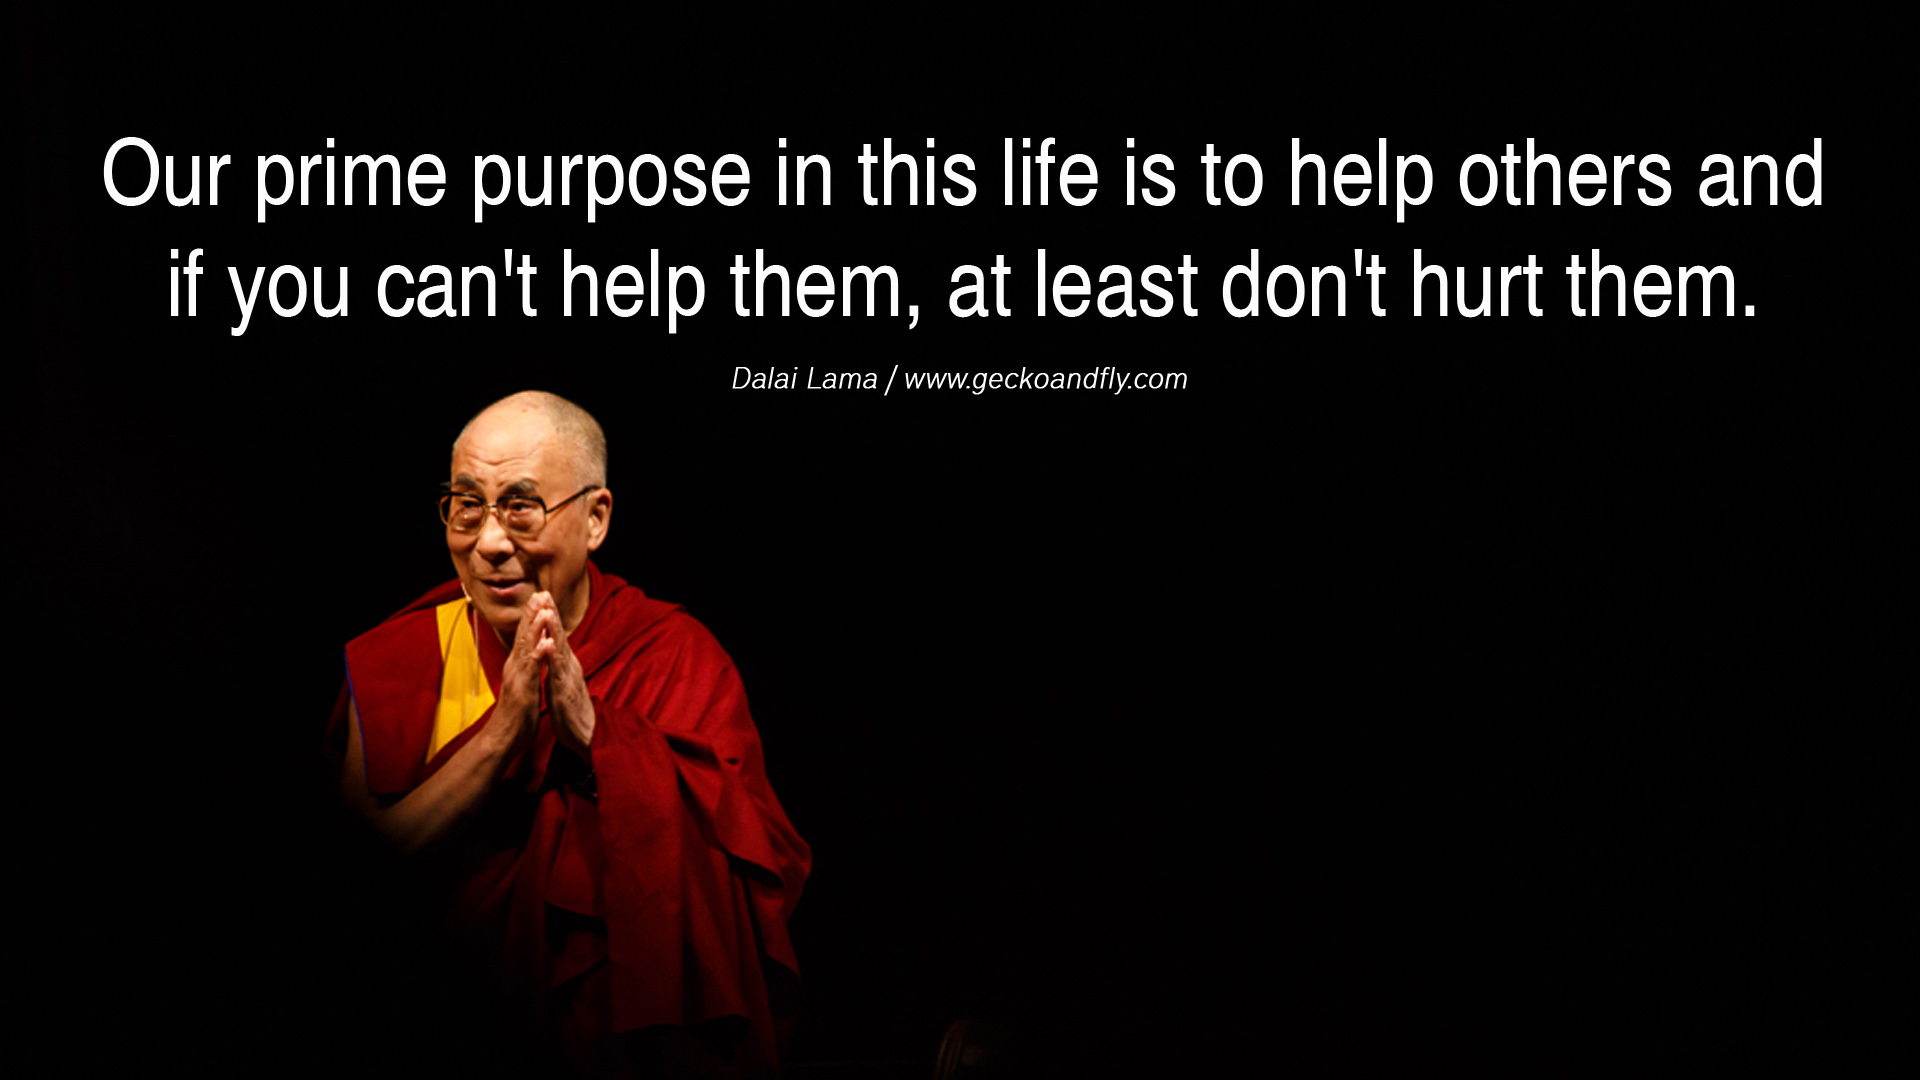 Our prime purpose in this life is to help others and
if you can't help them, at least don't hurt them.
Dalai Lama / www.geckoandfly.com